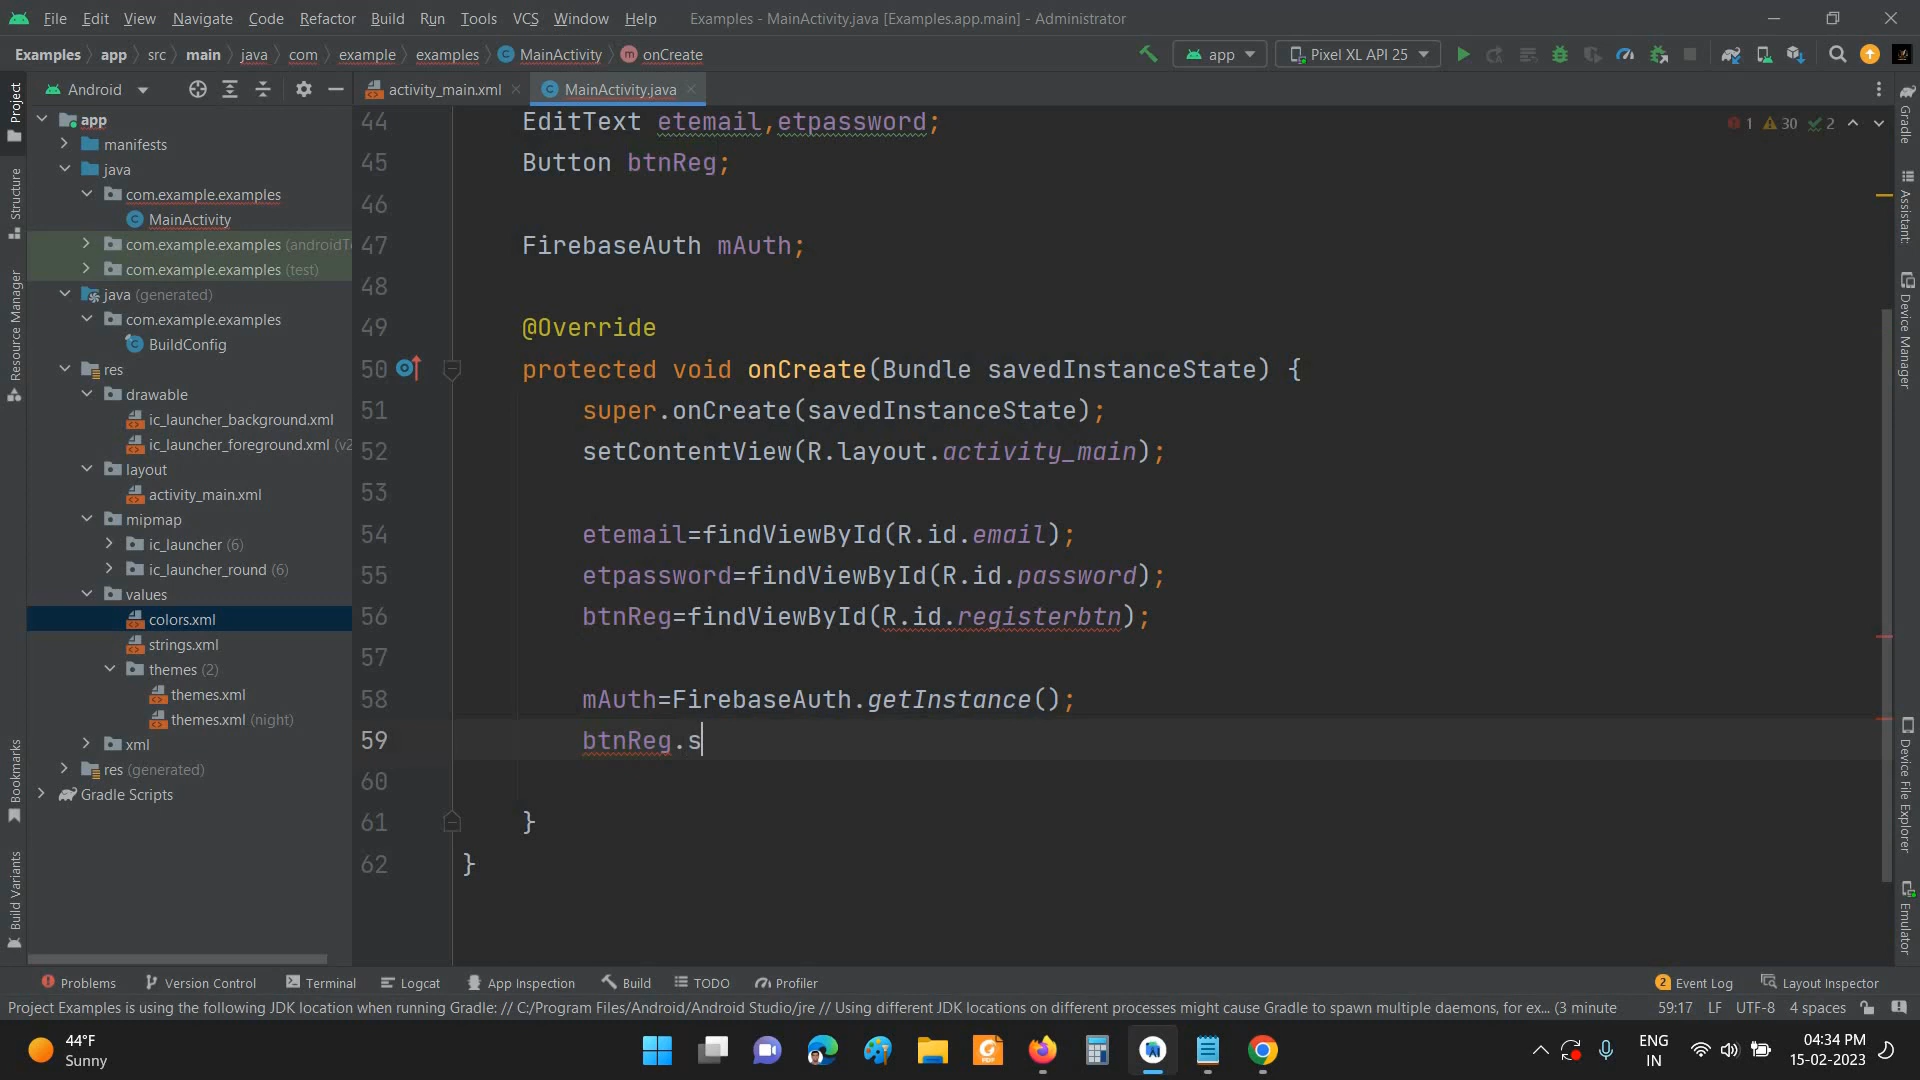 File Edit View Navigate Code Refactor Build Run Tools VCS Window Help Examples - MainActivity.java [Examples.app.main] - Administrator
Examples app src main java com example examples MainActivity onCreate app Pixel XL API 25
Android activity_main.xml MainActivity.java
Project
Structure
Resource Manager
Bookmarks
Build Variants
app
manifests
java
com.example.examples
MainActivity
com.example.examples (androidT
com.example.examples (test)
java (generated)
com.example.examples
BuildConfig
res
drawable
ic_launcher_background.xml
ic_launcher_foreground.xml (v2
layout
activity_main.xml
mipmap
ic_launcher (6)
ic_launcher_round (6)
values
colors.xml
strings.xml
themes (2)
themes.xml
themes.xml (night)
xml
res (generated)
Gradle Scripts
1 30 2
44 EditText etemail,etpassword;
45 Button btnReg;
46
47 FirebaseAuth mAuth;
48
49 @Override
50 protected void onCreate(Bundle savedInstanceState) {
51 super.onCreate(savedInstanceState);
52 setContentView(R.layout.activity_main);
53
54 etemail=findViewById(R.id.email);
55 etpassword=findViewById(R.id.password);
56 btnReg=findViewById(R.id.registerbtn);
57
58 mAuth=FirebaseAuth.getInstance();
59 btnReg.s
60
61 }
62 }
Gradle
Assistant:
Device Manager
Device File Explorer
Emulator
Problems Version Control Terminal Logcat App Inspection Build TODO Profiler 2 Event Log Layout Inspector
Project Examples is using the following JDK location when running Gradle: // C:/Program Files/Android/Android Studio/jre // Using different JDK locations on different processes might cause Gradle to spawn multiple daemons, for ex... (3 minute 59:17 LF UTF-8 4 spaces
44°F
Sunny
ENG
IN
04:34 PM
15-02-2023